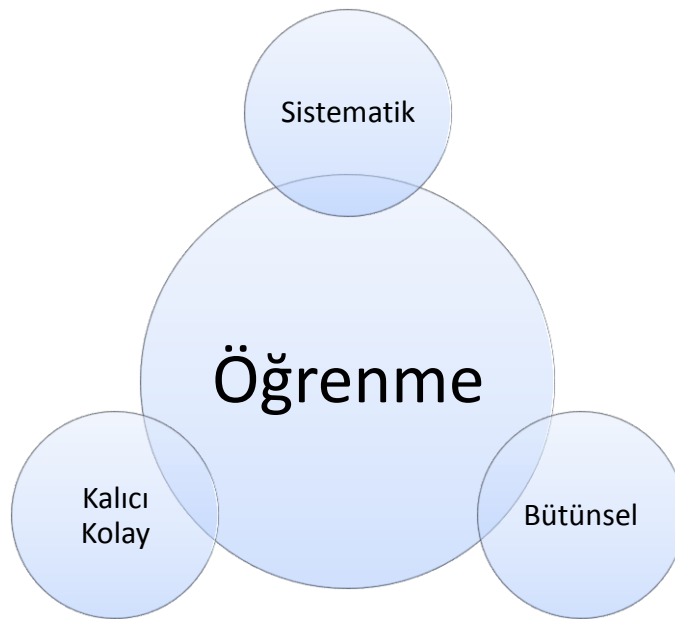 Sistematik
Öğrenme
Kalıcı
Kolay
Bütünsel